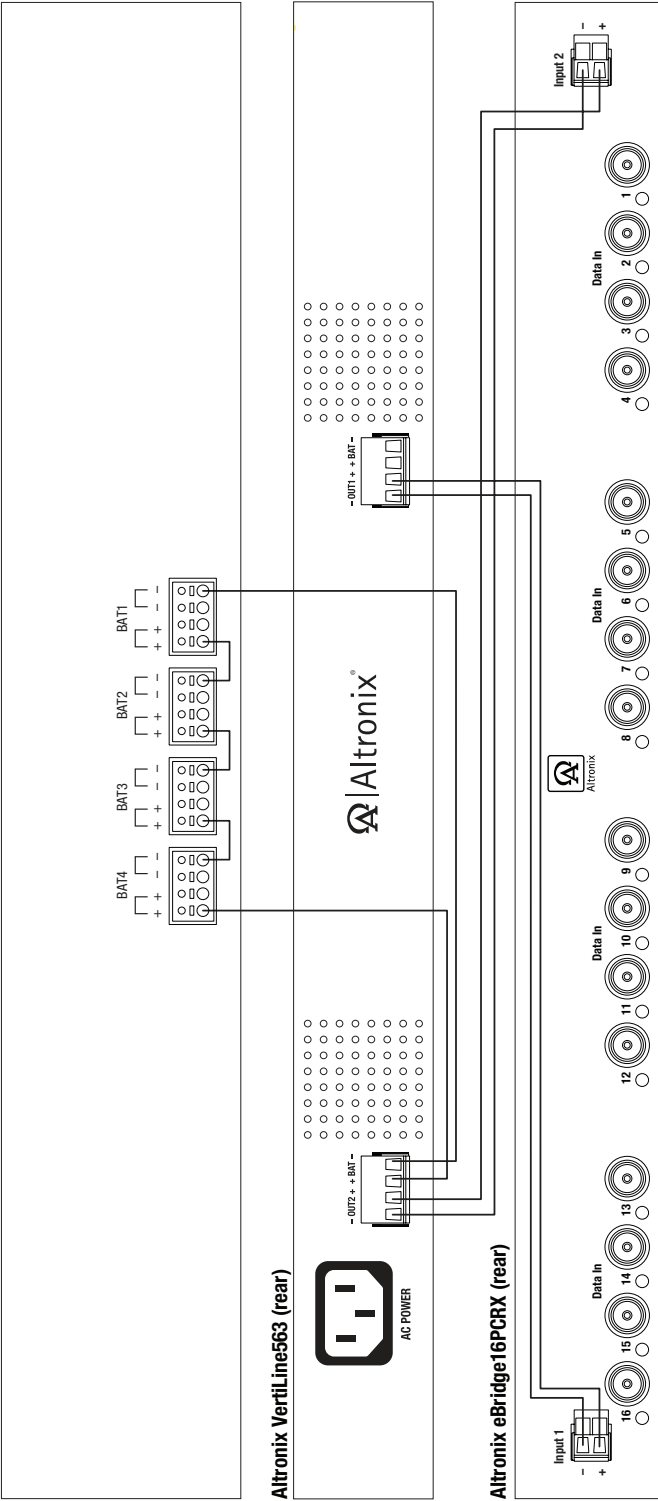 BAT4 BAT3 BAT2 BAT1
+ + - - + + - - + + - - + + - -
Altronix VertiLine563 (rear)
AC POWER
– OUT2 + + BAT –
Altronix®
– OUT1 + + BAT –
Altronix eBridge16PCRX (rear)
Input 1
– +
Data In
16 15 14 13
Data In
12 11 10 9
Altronix
Data In
8 7 6 5
Data In
4 3 2 1
Input 2
– +